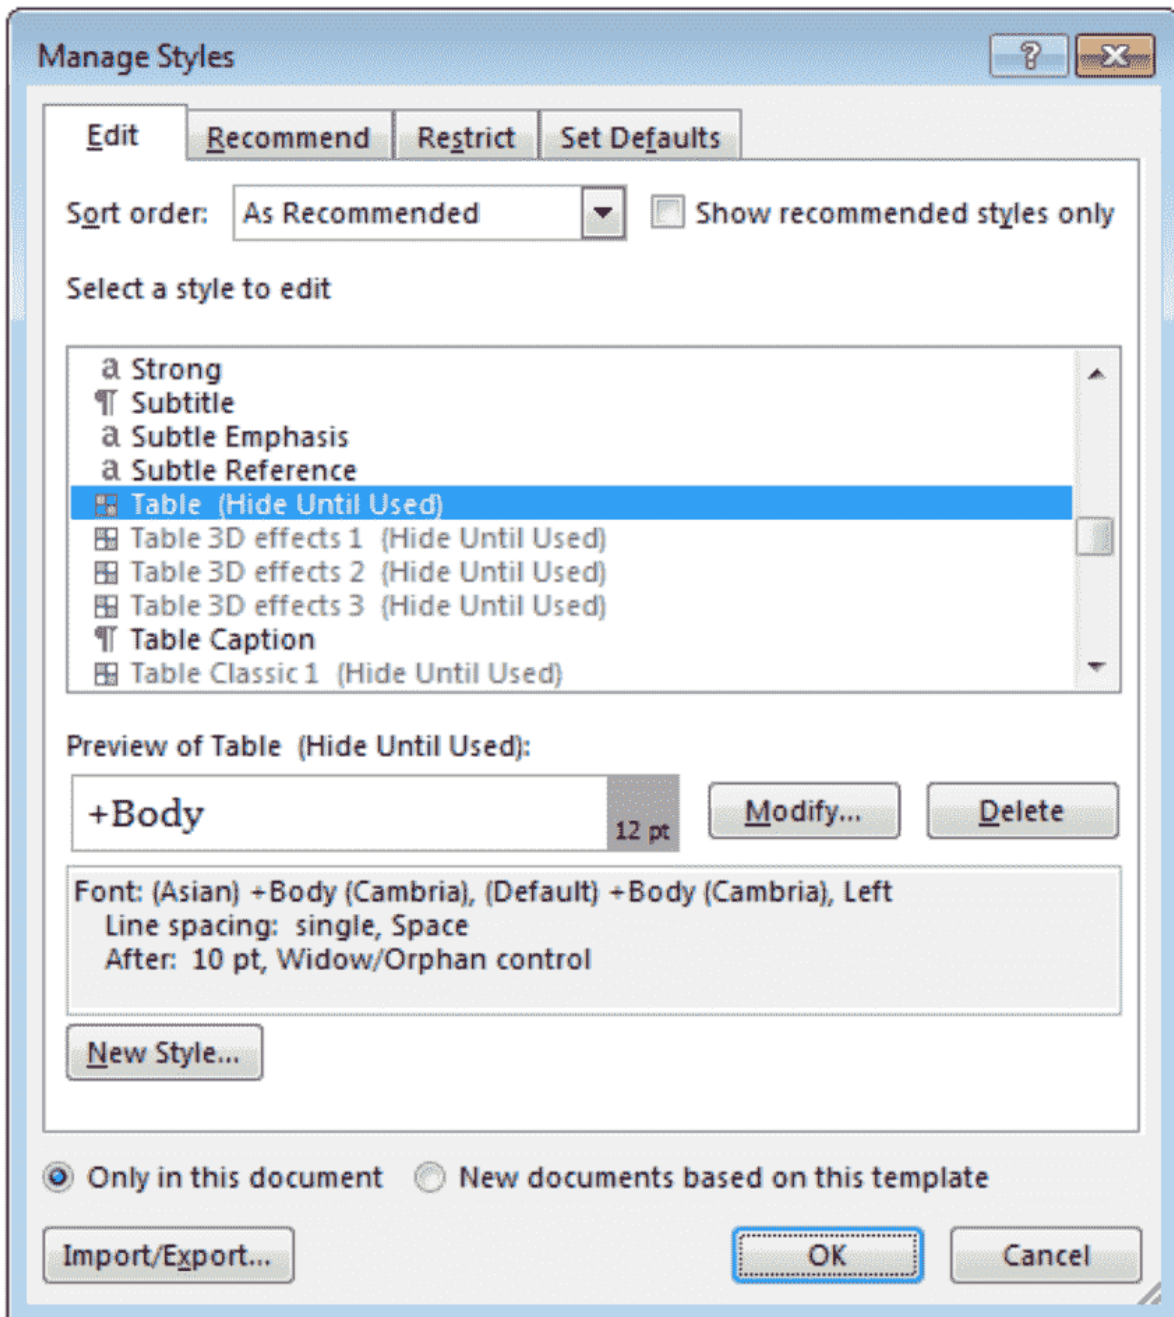 Manage Styles
Edit Recommend Restrict Set Defaults
Sort order: As Recommended Show recommended styles only
Select a style to edit
a Strong
¶ Subtitle
a Subtle Emphasis
a Subtle Reference
Table (Hide Until Used)
Table 3D effects 1 (Hide Until Used)
Table 3D effects 2 (Hide Until Used)
Table 3D effects 3 (Hide Until Used)
¶ Table Caption
Table Classic 1 (Hide Until Used)
Preview of Table (Hide Until Used):
+Body 12 pt Modify... Delete
Font: (Asian) +Body (Cambria), (Default) +Body (Cambria), Left
Line spacing: single, Space
After: 10 pt, Widow/Orphan control
New Style...
Only in this document New documents based on this template
Import/Export... OK Cancel